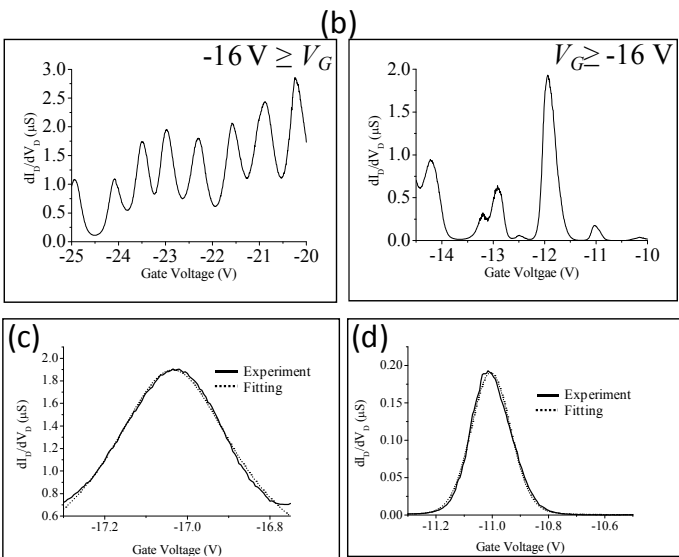 (b)
-16 V ≥ V_G
dI_D/dV_D (μS)
3.0
2.5
2.0
1.5
1.0
0.5
0.0
-25 -24 -23 -22 -21 -20
Gate Voltage (V)
V_G ≥ -16 V
dI_D/dV_D (μS)
2.0
1.5
1.0
0.5
0.0
-14 -13 -12 -11 -10
Gate Voltgae (V)
(c)
dI_D/dV_D (μS)
2.0
1.8
1.6
1.4
1.2
1.0
0.8
0.6
Experiment
Fitting
-17.2 -17.0 -16.8
Gate Voltage (V)
(d)
dI_D/dV_D (μS)
0.20
0.15
0.10
0.05
0.00
Experiment
Fitting
-11.2 -11.0 -10.8 -10.6
Gate Voltage (V)